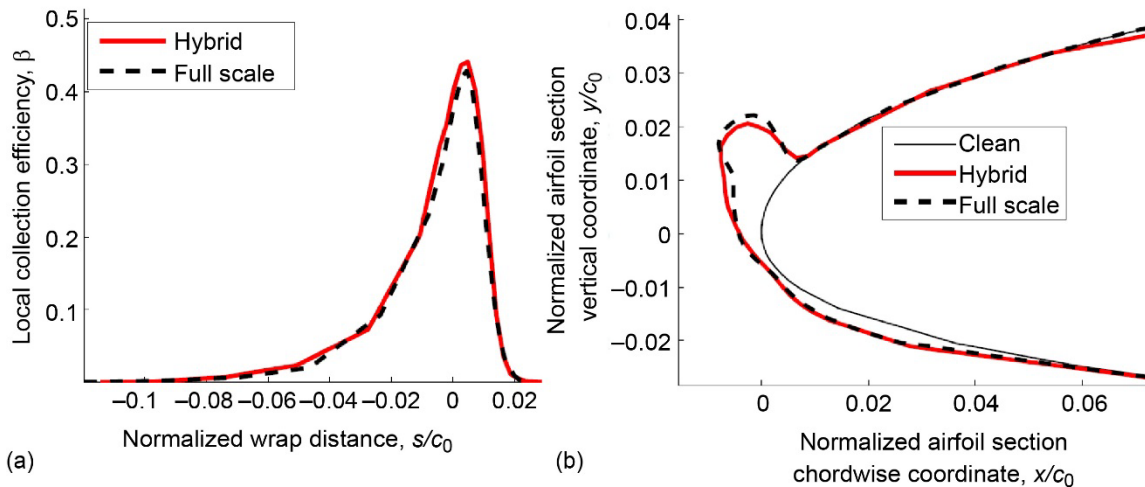 0.5
0.4
0.3
0.2
0.1
Local collection efficiency, β
Hybrid
Full scale
–0.1
–0.08
–0.06
–0.04
–0.02
0
0.02
Normalized wrap distance, s/c0
(a)
0.04
0.03
0.02
0.01
0
–0.01
–0.02
Normalized airfoil section
vertical coordinate, y/c0
Clean
Hybrid
Full scale
0
0.02
0.04
0.06
Normalized airfoil section
chordwise coordinate, x/c0
(b)